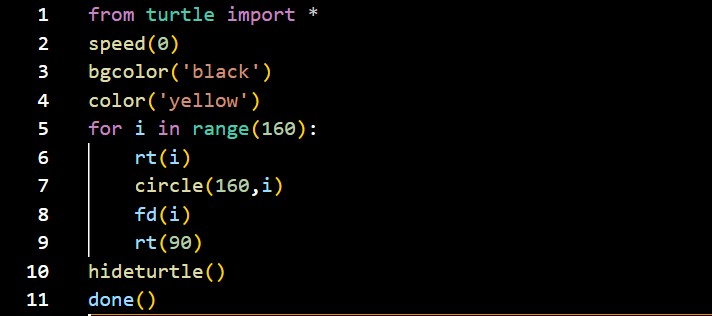 1 from turtle import *
2 speed(0)
3 bgcolor('black')
4 color('yellow')
5 for i in range(160):
6     rt(i)
7     circle(160,i)
8     fd(i)
9     rt(90)
10 hideturtle()
11 done()